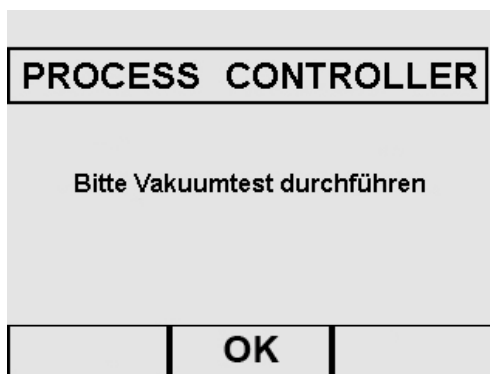 PROCESS CONTROLLER
Bitte Vakuumtest durchführen
OK